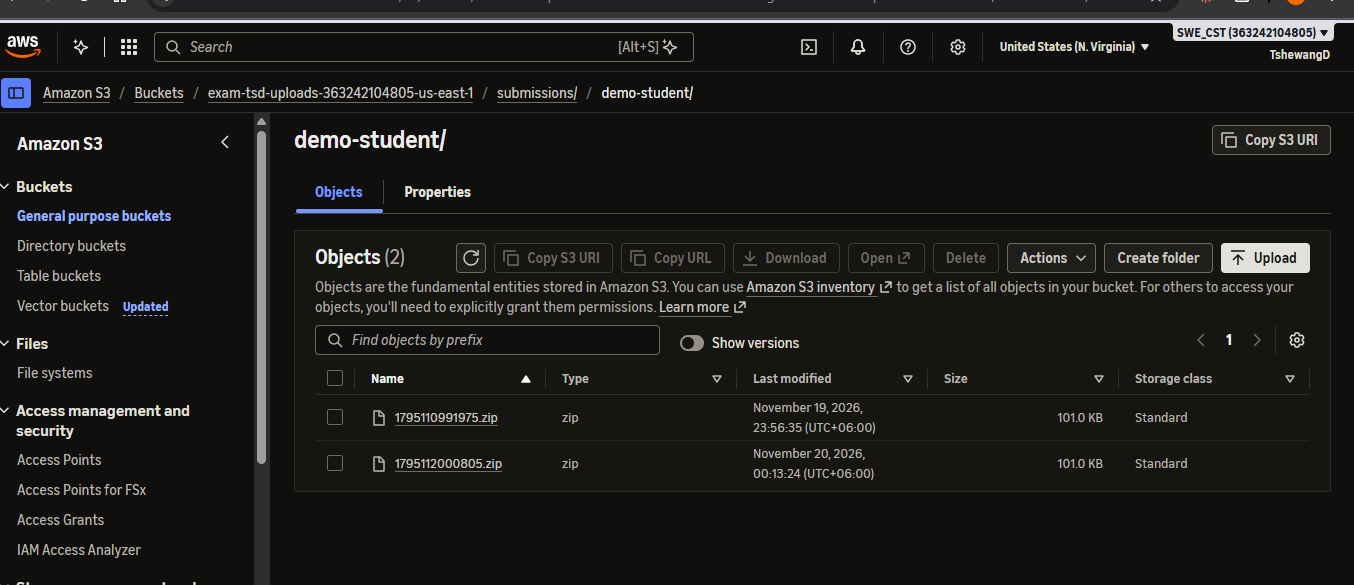 aws
Search
[Alt+S]
United States (N. Virginia)
SWE_CST (363242104805)
TshewangD
Amazon S3 / Buckets / exam-tsd-uploads-363242104805-us-east-1 / submissions/ / demo-student/
Amazon S3
Buckets
General purpose buckets
Directory buckets
Table buckets
Vector buckets Updated
Files
File systems
Access management and
security
Access Points
Access Points for FSx
Access Grants
IAM Access Analyzer
demo-student/
Copy S3 URI
Objects
Properties
Objects (2)
Copy S3 URI
Copy URL
Download
Open
Delete
Actions
Create folder
Upload
Objects are the fundamental entities stored in Amazon S3. You can use Amazon S3 inventory to get a list of all objects in your bucket. For others to access your
objects, you'll need to explicitly grant them permissions. Learn more
Find objects by prefix
Show versions
1
Name Type Last modified Size Storage class
1795110991975.zip zip November 19, 2026, 23:56:35 (UTC+06:00) 101.0 KB Standard
1795112000805.zip zip November 20, 2026, 00:13:24 (UTC+06:00) 101.0 KB Standard